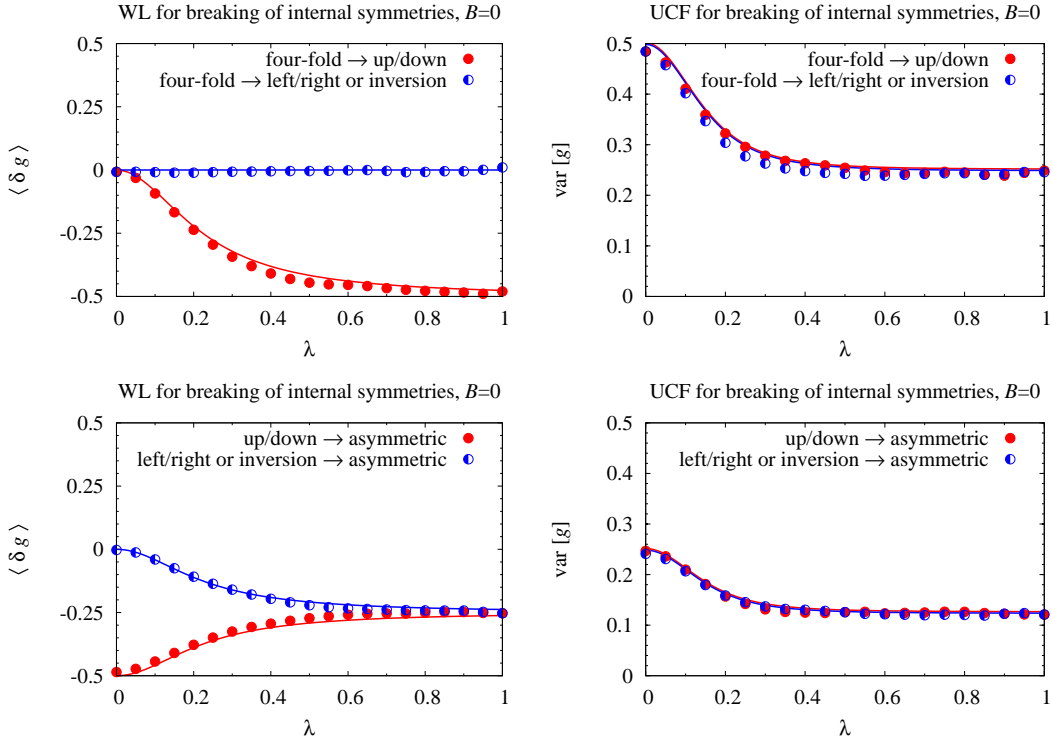 WL for breaking of internal symmetries, B=0
0.5
0.25
0
-0.25
-0.5
⟨ δ g ⟩
four-fold → up/down
four-fold → left/right or inversion
0 0.2 0.4 0.6 0.8 1
λ
UCF for breaking of internal symmetries, B=0
0.5
0.4
0.3
0.2
0.1
0
var [g]
four-fold → up/down
four-fold → left/right or inversion
0 0.2 0.4 0.6 0.8 1
λ
WL for breaking of internal symmetries, B=0
0.5
0.25
0
-0.25
-0.5
⟨ δ g ⟩
up/down → asymmetric
left/right or inversion → asymmetric
0 0.2 0.4 0.6 0.8 1
λ
UCF for breaking of internal symmetries, B=0
0.5
0.4
0.3
0.2
0.1
0
var [g]
up/down → asymmetric
left/right or inversion → asymmetric
0 0.2 0.4 0.6 0.8 1
λ